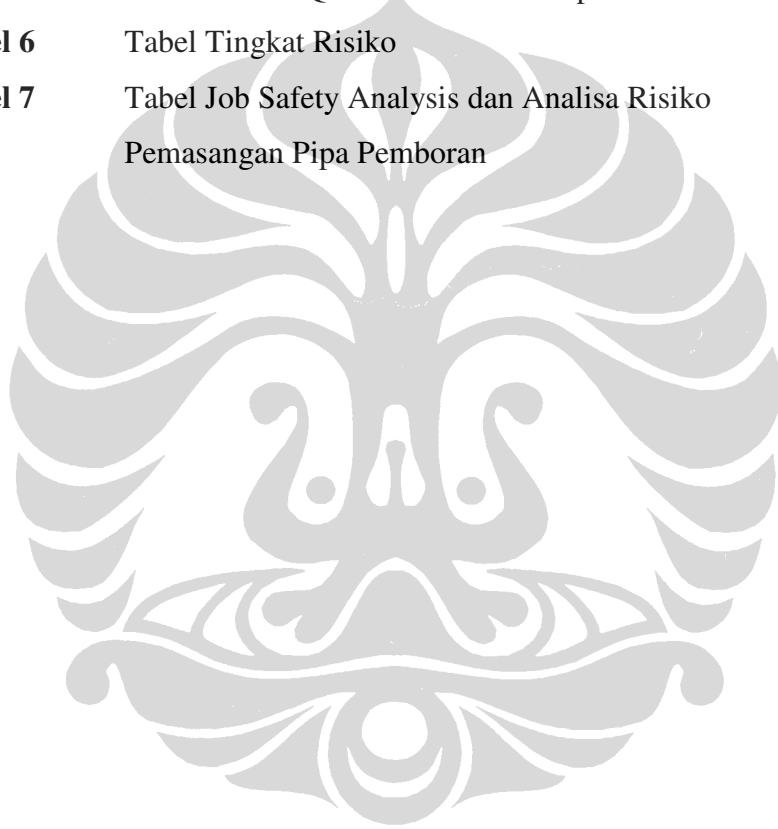 el 6 Tabel Tingkat Risiko
el 7 Tabel Job Safety Analysis dan Analisa Risiko
Pemasangan Pipa Pemboran